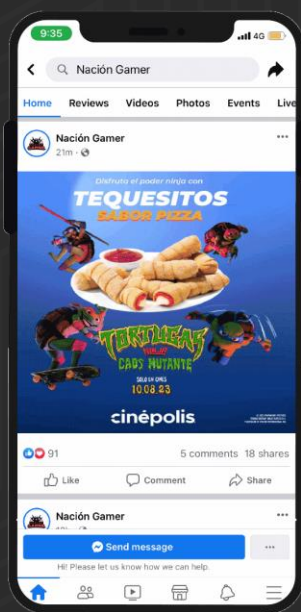 9:35
4G
Nación Gamer
Home Reviews Videos Photos Events Live
Nación Gamer
21m
Disfruta el poder ninja con
TEQUESITOS
SABOR PIZZA
TORTUGAS
NINJA
CAOS MUTANTE
SOLO EN CINES
10.08.23
cinépolis
91 5 comments 18 shares
Like Comment Share
Nación Gamer
Send message
Hi! Please let us know how we can help.